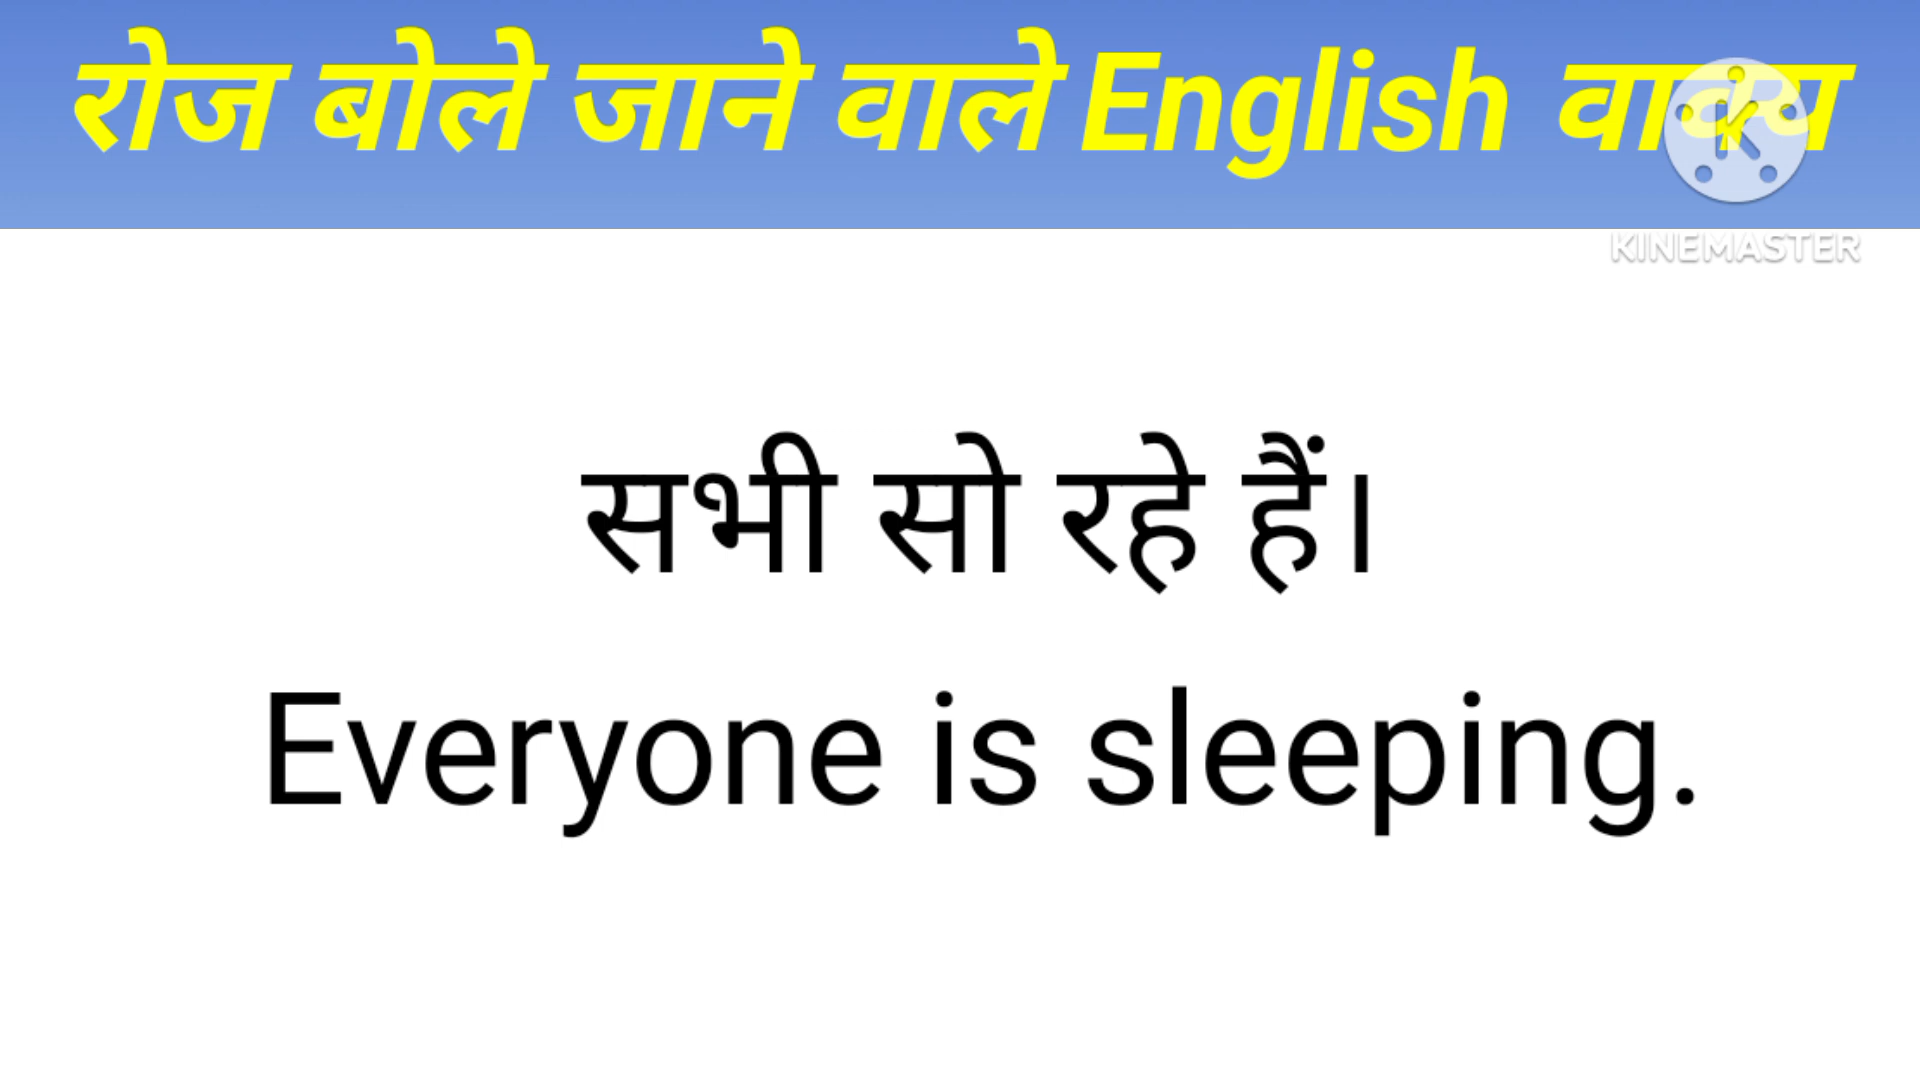 रोज बोले जाने वाले English वाक्य
KINEMASTER
सभी सो रहे हैं।
Everyone is sleeping.